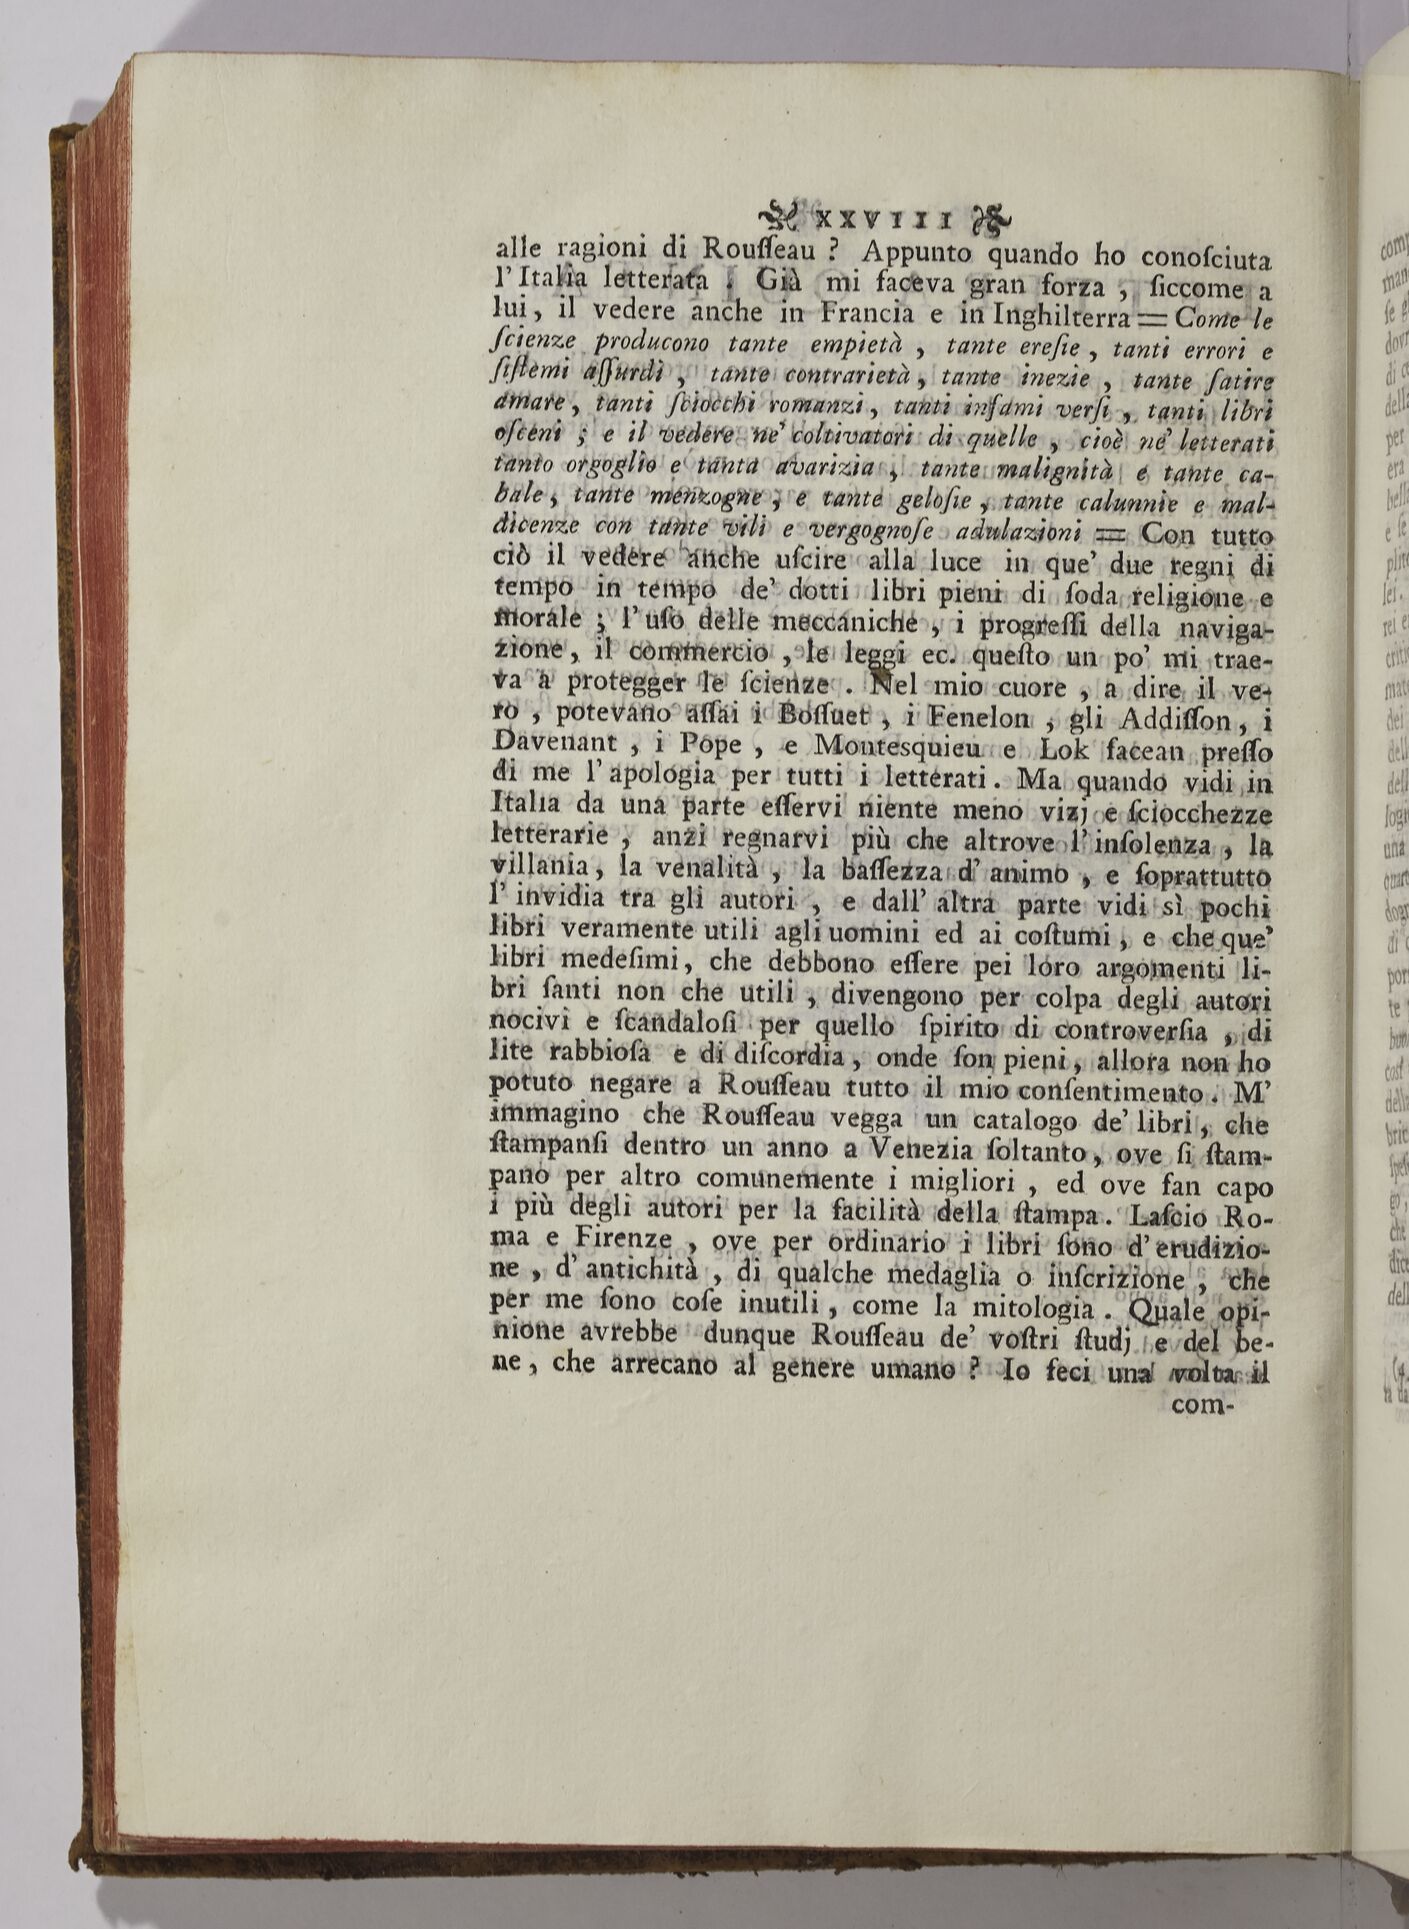 XXVIII
alle ragioni di Rouſſeau ? Appunto quando ho conoſciuta
l'Italia letterata . Già mi faceva gran forza , ſiccome a
lui, il vedere anche in Francia e in Inghilterra = Come le
ſcienze producono tante empietà , tante ereſie , tanti errori e
ſiſtemi aſſurdi , tante contrarietà , tante inezie , tante ſatire
amare, tanti ſciocchi romanzi, tanti infami verſi , tanti libri
oſceni ; e il vedere ne' coltivatori di quelle , cioè ne' letterati
tanto orgoglio e tanta avarizia , tante malignità e tante ca-
bale, tante menzogne , e tante geloſie , tante calunnie e mal-
dicenze con tante vili e vergognoſe adulazioni = Con tutto
ciò il vedere anche uſcire alla luce in que' due regni di
tempo in tempo de' dotti libri pieni di ſoda religione e
morale ; l'uſo delle meccaniche , i progreſſi della naviga-
zione, il commercio , le leggi ec. queſto un po' mi trae-
va a protegger le ſcienze . Nel mio cuore , a dire il ve-
ro , potevano aſſai i Boſſuet , i Fenelon , gli Addiſſon, i
Davenant , i Pope , e Montesquieu e Lok facean preſſo
di me l'apologia per tutti i letterati. Ma quando vidi in
Italia da una parte eſſervi niente meno vizj e ſciocchezze
letterarie , anzi regnarvi più che altrove l'inſolenza , la
villania, la venalità , la baſſezza d' animo , e ſoprattutto
l' invidia tra gli autori , e dall' altra parte vidi sì pochi
libri veramente utili agli uomini ed ai coſtumi, e che que'
libri medeſimi, che debbono eſſere pei loro argomenti li-
bri ſanti non che utili , divengono per colpa degli autori
nocivi e ſcandaloſi per quello ſpirito di controverſia , di
lite rabbioſa e di diſcordia, onde ſon pieni, allora non ho
potuto negare a Rouſſeau tutto il mio conſentimento. M'
immagino che Rouſſeau vegga un catalogo de' libri, che
ſtampanſi dentro un anno a Venezia ſoltanto, ove ſi ſtam-
pano per altro comunemente i migliori , ed ove fan capo
i più degli autori per la facilità della ſtampa. Laſcio Ro-
ma e Firenze , ove per ordinario i libri ſono d' erudizio-
ne , d' antichità , di qualche medaglia o inſcrizione , che
per me ſono coſe inutili, come la mitologia . Quale opi-
nione avrebbe dunque Rouſſeau de' voſtri ſtudj e del be-
ne, che arrecano al genere umano ? Io feci una volta il
com-